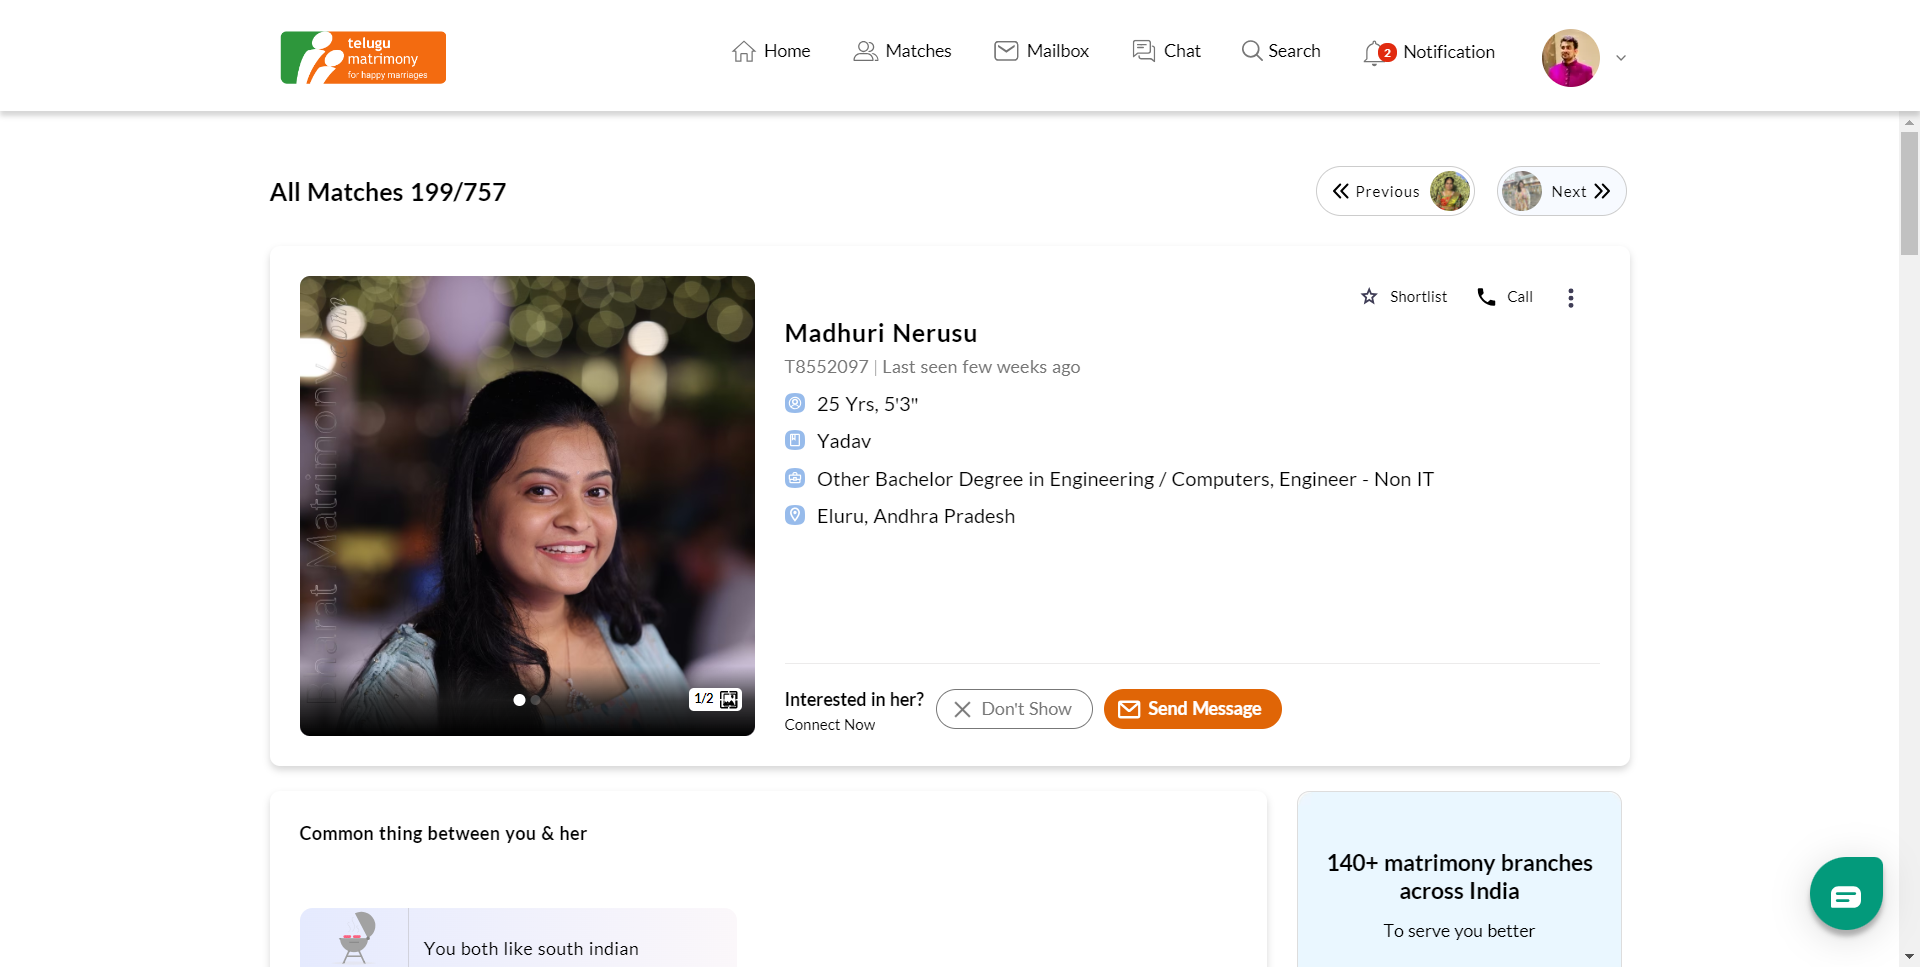 telugu
matrimony
for happy marriages
Home
Matches
Mailbox
Chat
Search
2
Notification
All Matches 199/757
Previous
Next
Shortlist
Call
Madhuri Nerusu
T8552097 | Last seen few weeks ago
25 Yrs, 5'3"
Yadav
Other Bachelor Degree in Engineering / Computers, Engineer - Non IT
Eluru, Andhra Pradesh
Bharat Matrimony.com
1/2
Interested in her?
Connect Now
Don't Show
Send Message
Common thing between you & her
You both like south indian
140+ matrimony branches
across India
To serve you better